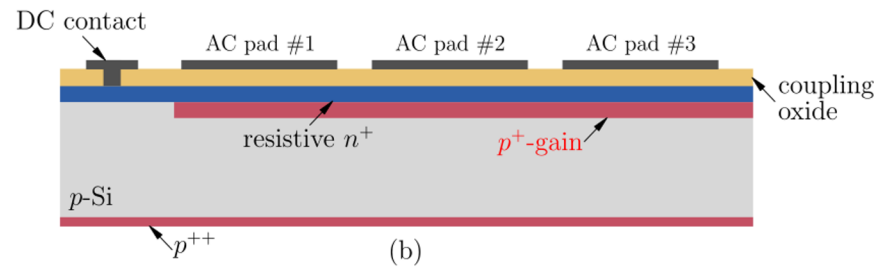 DC contact
AC pad #1
AC pad #2
AC pad #3
coupling
oxide
resistive n⁺
p⁺-gain
p-Si
p⁺⁺
(b)